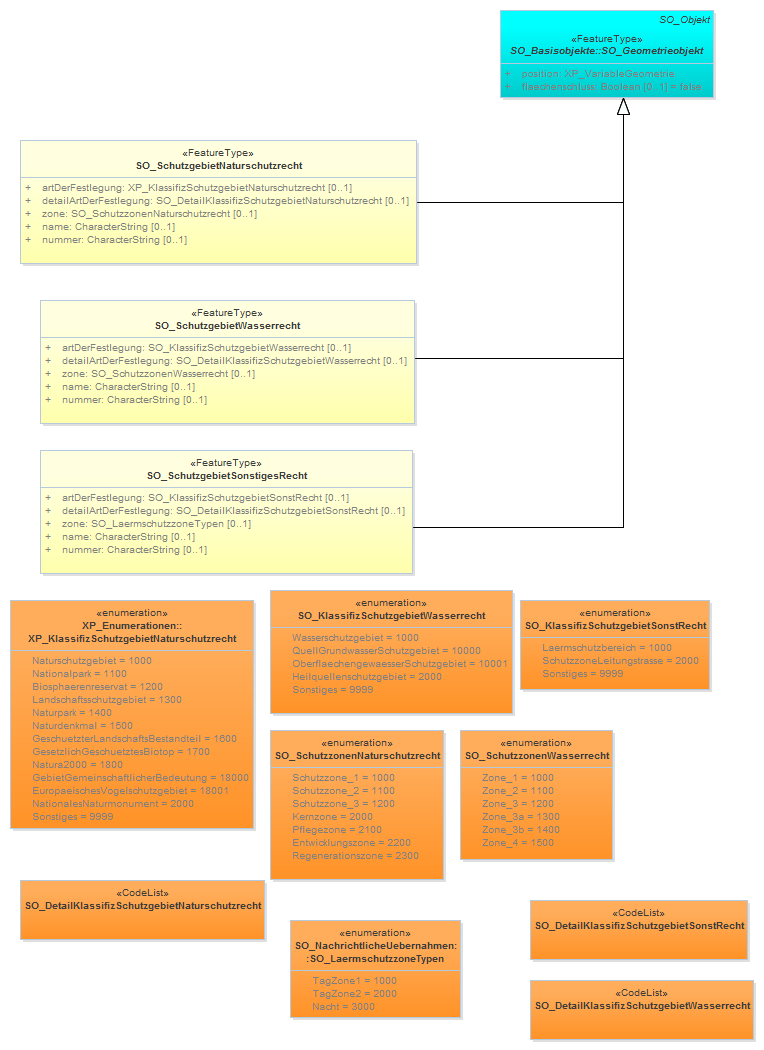 SO_Objekt
«FeatureType»
SO_Basisobjekte::SO_Geometrieobjekt
+ position: XP_VariableGeometrie
+ flaechenschluss: Boolean [0..1] = false
«FeatureType»
SO_SchutzgebietNaturschutzrecht
+ artDerFestlegung: XP_KlassifizSchutzgebietNaturschutzrecht [0..1]
+ detailArtDerFestlegung: SO_DetailKlassifizSchutzgebietNaturschutzrecht [0..1]
+ zone: SO_SchutzzonenNaturschutzrecht [0..1]
+ name: CharacterString [0..1]
+ nummer: CharacterString [0..1]
«FeatureType»
SO_SchutzgebietWasserrecht
+ artDerFestlegung: SO_KlassifizSchutzgebietWasserrecht [0..1]
+ detailArtDerFestlegung: SO_DetailKlassifizSchutzgebietWasserrecht [0..1]
+ zone: SO_SchutzzonenWasserrecht [0..1]
+ name: CharacterString [0..1]
+ nummer: CharacterString [0..1]
«FeatureType»
SO_SchutzgebietSonstigesRecht
+ artDerFestlegung: SO_KlassifizSchutzgebietSonstRecht [0..1]
+ detailArtDerFestlegung: SO_DetailKlassifizSchutzgebietSonstRecht [0..1]
+ zone: SO_LaermschutzzoneTypen [0..1]
+ name: CharacterString [0..1]
+ nummer: CharacterString [0..1]
«enumeration»
XP_Enumerationen::
XP_KlassifizSchutzgebietNaturschutzrecht
Naturschutzgebiet = 1000
Nationalpark = 1100
Biosphaerenreservat = 1200
Landschaftsschutzgebiet = 1300
Naturpark = 1400
Naturdenkmal = 1500
GeschuetzterLandschaftsBestandteil = 1600
GesetzlichGeschuetztesBiotop = 1700
Natura2000 = 1800
GebietGemeinschaftlicherBedeutung = 18000
EuropaeischesVogelschutzgebiet = 18001
NationalesNaturmonument = 2000
Sonstiges = 9999
«enumeration»
SO_KlassifizSchutzgebietWasserrecht
Wasserschutzgebiet = 1000
QuellGrundwasserSchutzgebiet = 10000
OberflaechengewaesserSchutzgebiet = 10001
Heilquellenschutzgebiet = 2000
Sonstiges = 9999
«enumeration»
SO_KlassifizSchutzgebietSonstRecht
Laermschutzbereich = 1000
SchutzzoneLeitungstrasse = 2000
Sonstiges = 9999
«enumeration»
SO_SchutzzonenNaturschutzrecht
Schutzzone_1 = 1000
Schutzzone_2 = 1100
Schutzzone_3 = 1200
Kernzone = 2000
Pflegezone = 2100
Entwicklungszone = 2200
Regenerationszone = 2300
«enumeration»
SO_SchutzzonenWasserrecht
Zone_1 = 1000
Zone_2 = 1100
Zone_3 = 1200
Zone_3a = 1300
Zone_3b = 1400
Zone_4 = 1500
«CodeList»
SO_DetailKlassifizSchutzgebietNaturschutzrecht
«enumeration»
SO_NachrichtlicheUebernahmen:
:SO_LaermschutzzoneTypen
TagZone1 = 1000
TagZone2 = 2000
Nacht = 3000
«CodeList»
SO_DetailKlassifizSchutzgebietSonstRecht
«CodeList»
SO_DetailKlassifizSchutzgebietWasserrecht